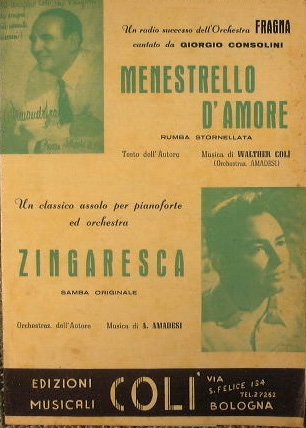 Un radio successo dell'Orchestra FRAGNA
cantato da GIORGIO CONSOLINI
MENESTRELLO
D'AMORE
RUMBA STORNELLATA
Testo dell'Autore Musica di WALTHER COLÌ
(Orchestraz. AMADESI)
Un classico assolo per pianoforte
ed orchestra
ZINGARESCA
SAMBA ORIGINALE
Orchestraz. dell'Autore Musica di A. AMADESI
EDIZIONI
MUSICALI
COLI'
VIA
S. FELICE 134
TEL. 27262
BOLOGNA